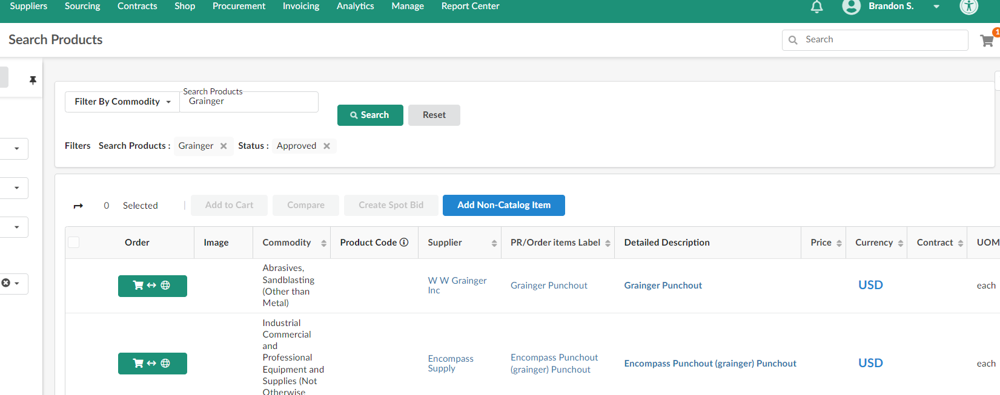 Suppliers Sourcing Contracts Shop Procurement Invoicing Analytics Manage Report Center Brandon S.
Search Products Search 1
Filter By Commodity Search Products
Grainger
Search Reset
Filters Search Products : Grainger Status : Approved
0 Selected Add to Cart Compare Create Spot Bid Add Non-Catalog Item
Order Image Commodity Product Code Supplier PR/Order items Label Detailed Description Price Currency Contract UOM
Abrasives,
Sandblasting
(Other than
Metal)
W W Grainger
Inc
Grainger Punchout
Grainger Punchout
USD
each
Industrial
Commercial
and
Professional
Equipment and
Supplies (Not
Otherwise
Encompass
Supply
Encompass Punchout
(grainger) Punchout
Encompass Punchout (grainger) Punchout
USD
each